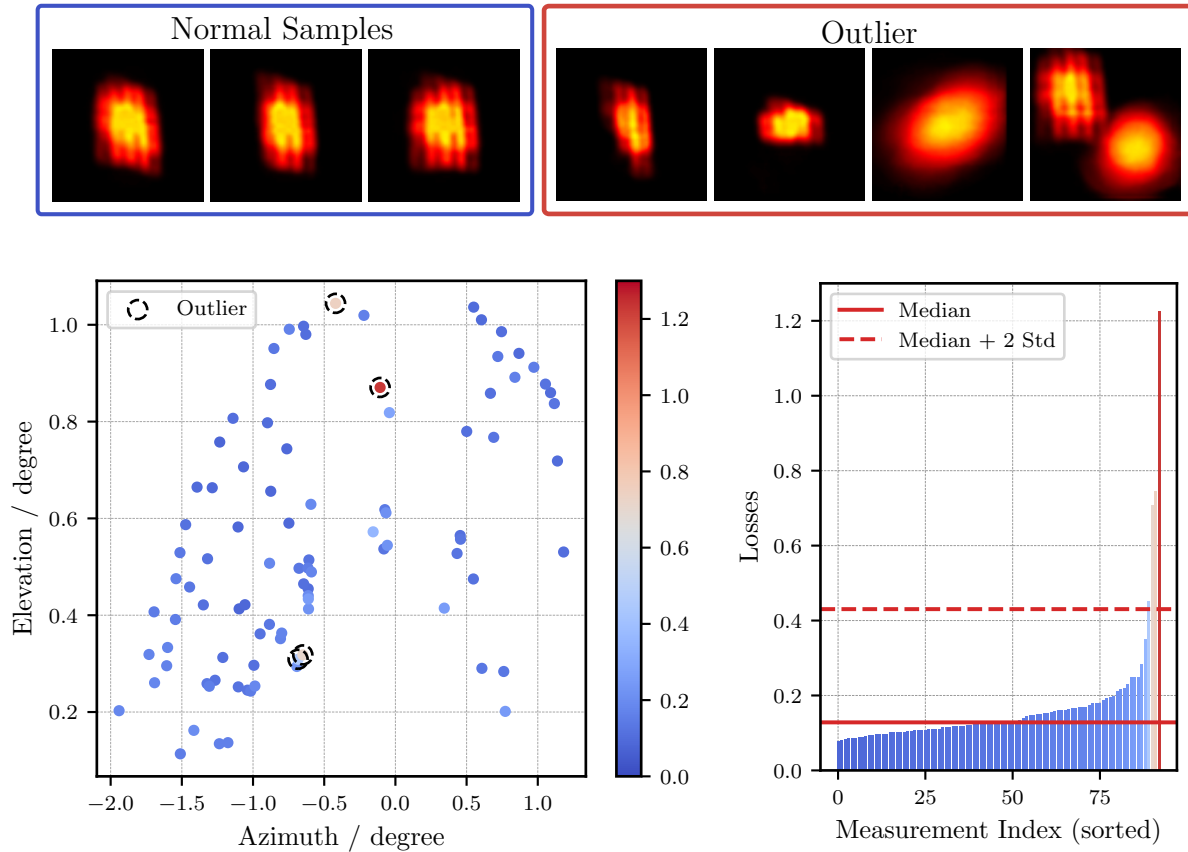 Normal Samples
Outlier
Outlier
1.0
0.8
0.6
0.4
0.2
−2.0 −1.5 −1.0 −0.5 0.0 0.5 1.0
Azimuth / degree
Elevation / degree
1.2
1.0
0.8
0.6
0.4
0.2
0.0
Median
Median + 2 Std
1.2
1.0
0.8
0.6
0.4
0.2
0.0
0 25 50 75
Measurement Index (sorted)
Losses